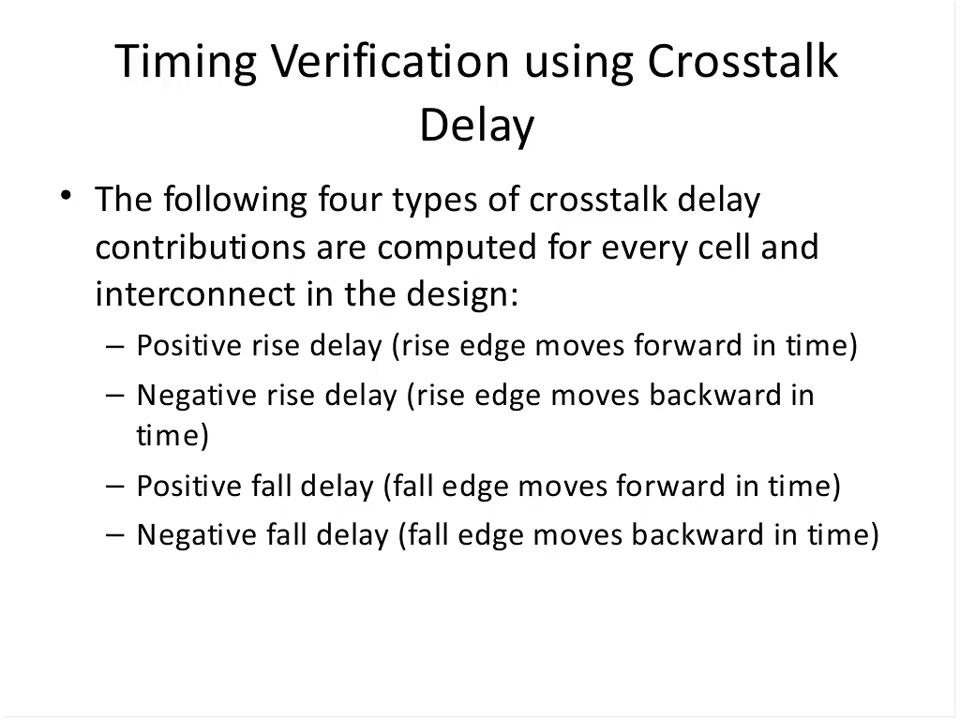 Timing Verification using Crosstalk
Delay
• The following four types of crosstalk delay
contributions are computed for every cell and
interconnect in the design:
– Positive rise delay (rise edge moves forward in time)
– Negative rise delay (rise edge moves backward in
time)
– Positive fall delay (fall edge moves forward in time)
– Negative fall delay (fall edge moves backward in time)